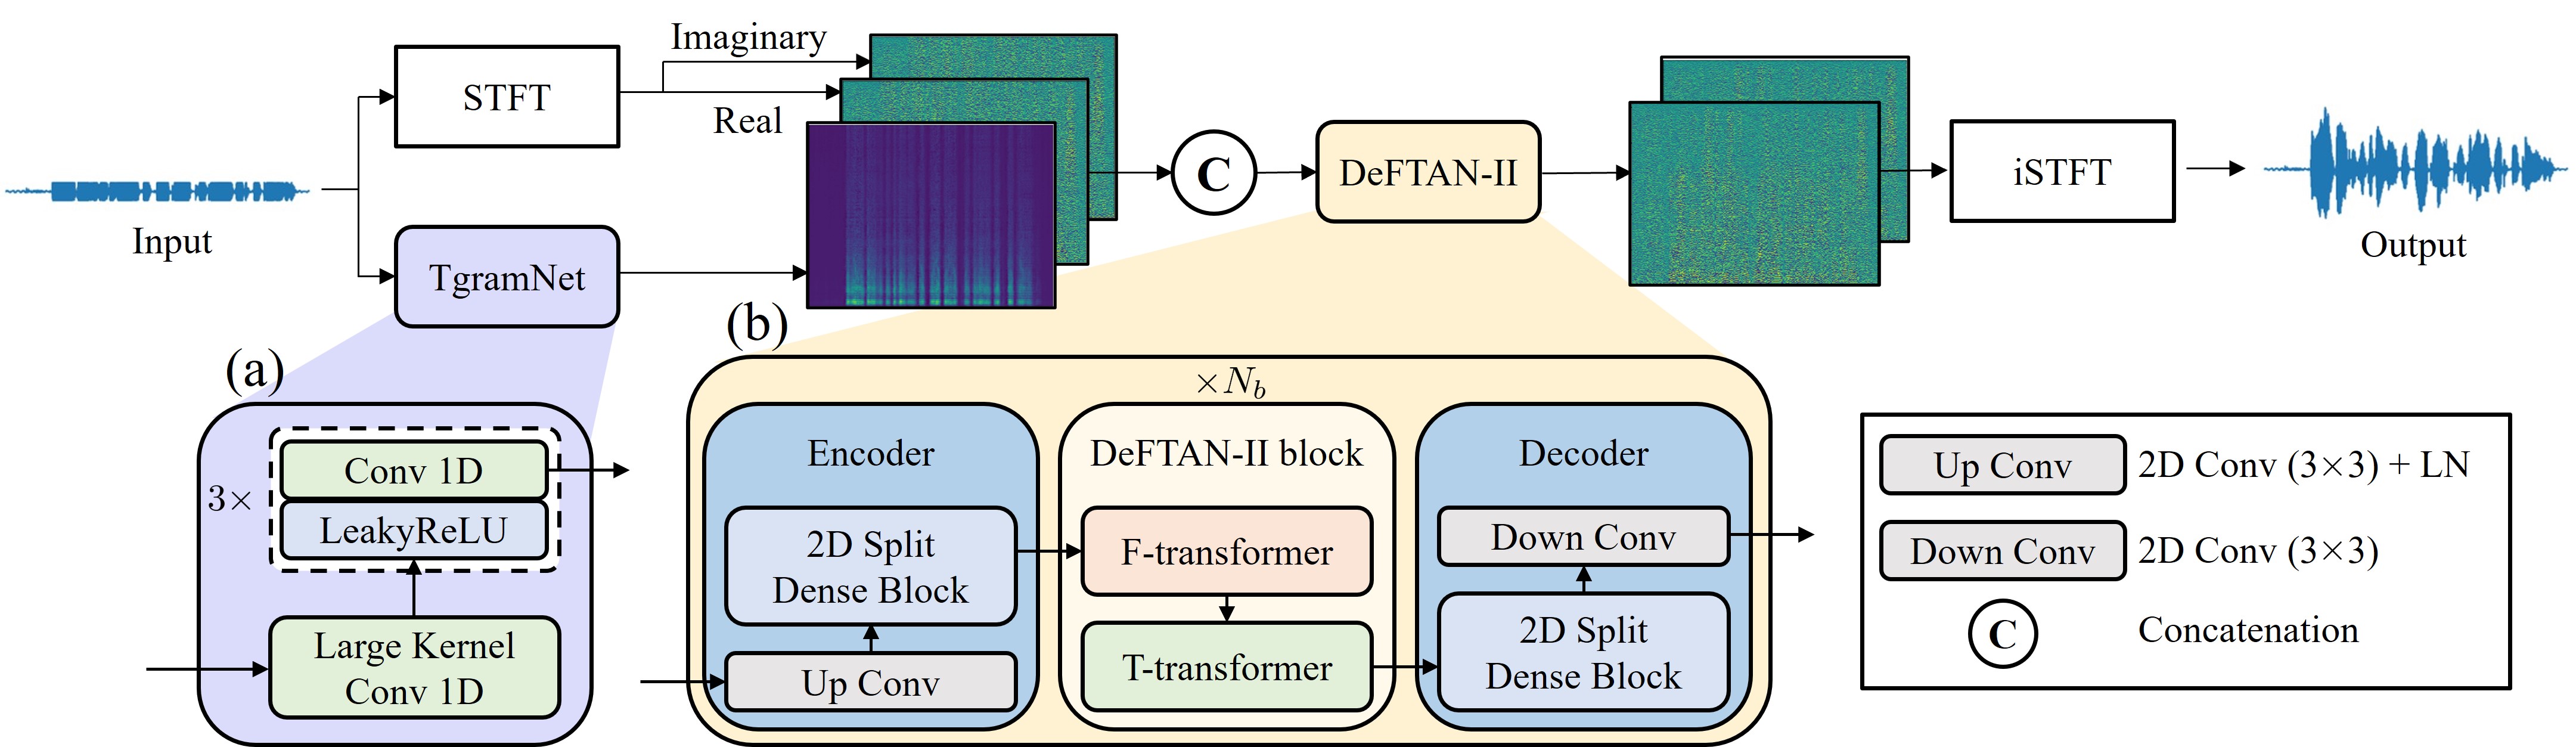 Imaginary
STFT
Real
Input
TgramNet
C
DeFTAN-II
iSTFT
Output
(a)
3×
Conv 1D
LeakyReLU
Large Kernel
Conv 1D
(b)
×N_b
Encoder
2D Split
Dense Block
Up Conv
DeFTAN-II block
F-transformer
T-transformer
Decoder
Down Conv
2D Split
Dense Block
Up Conv 2D Conv (3×3) + LN
Down Conv 2D Conv (3×3)
C Concatenation